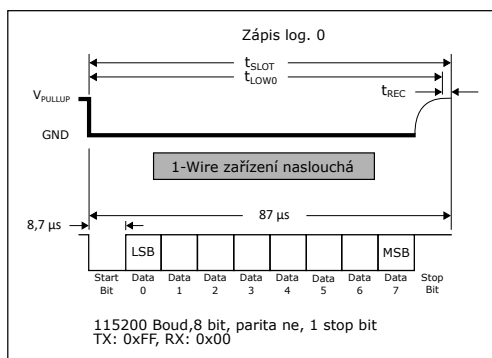 Zápis log. 0
tSLOT
tLOW0
tREC
VPULLUP
GND
1-Wire zařízení naslouchá
8,7 µs
87 µs
LSB MSB
Start Bit Data 0 Data 1 Data 2 Data 3 Data 4 Data 5 Data 6 Data 7 Stop Bit
115200 Boud,8 bit, parita ne, 1 stop bit
TX: 0xFF, RX: 0x00